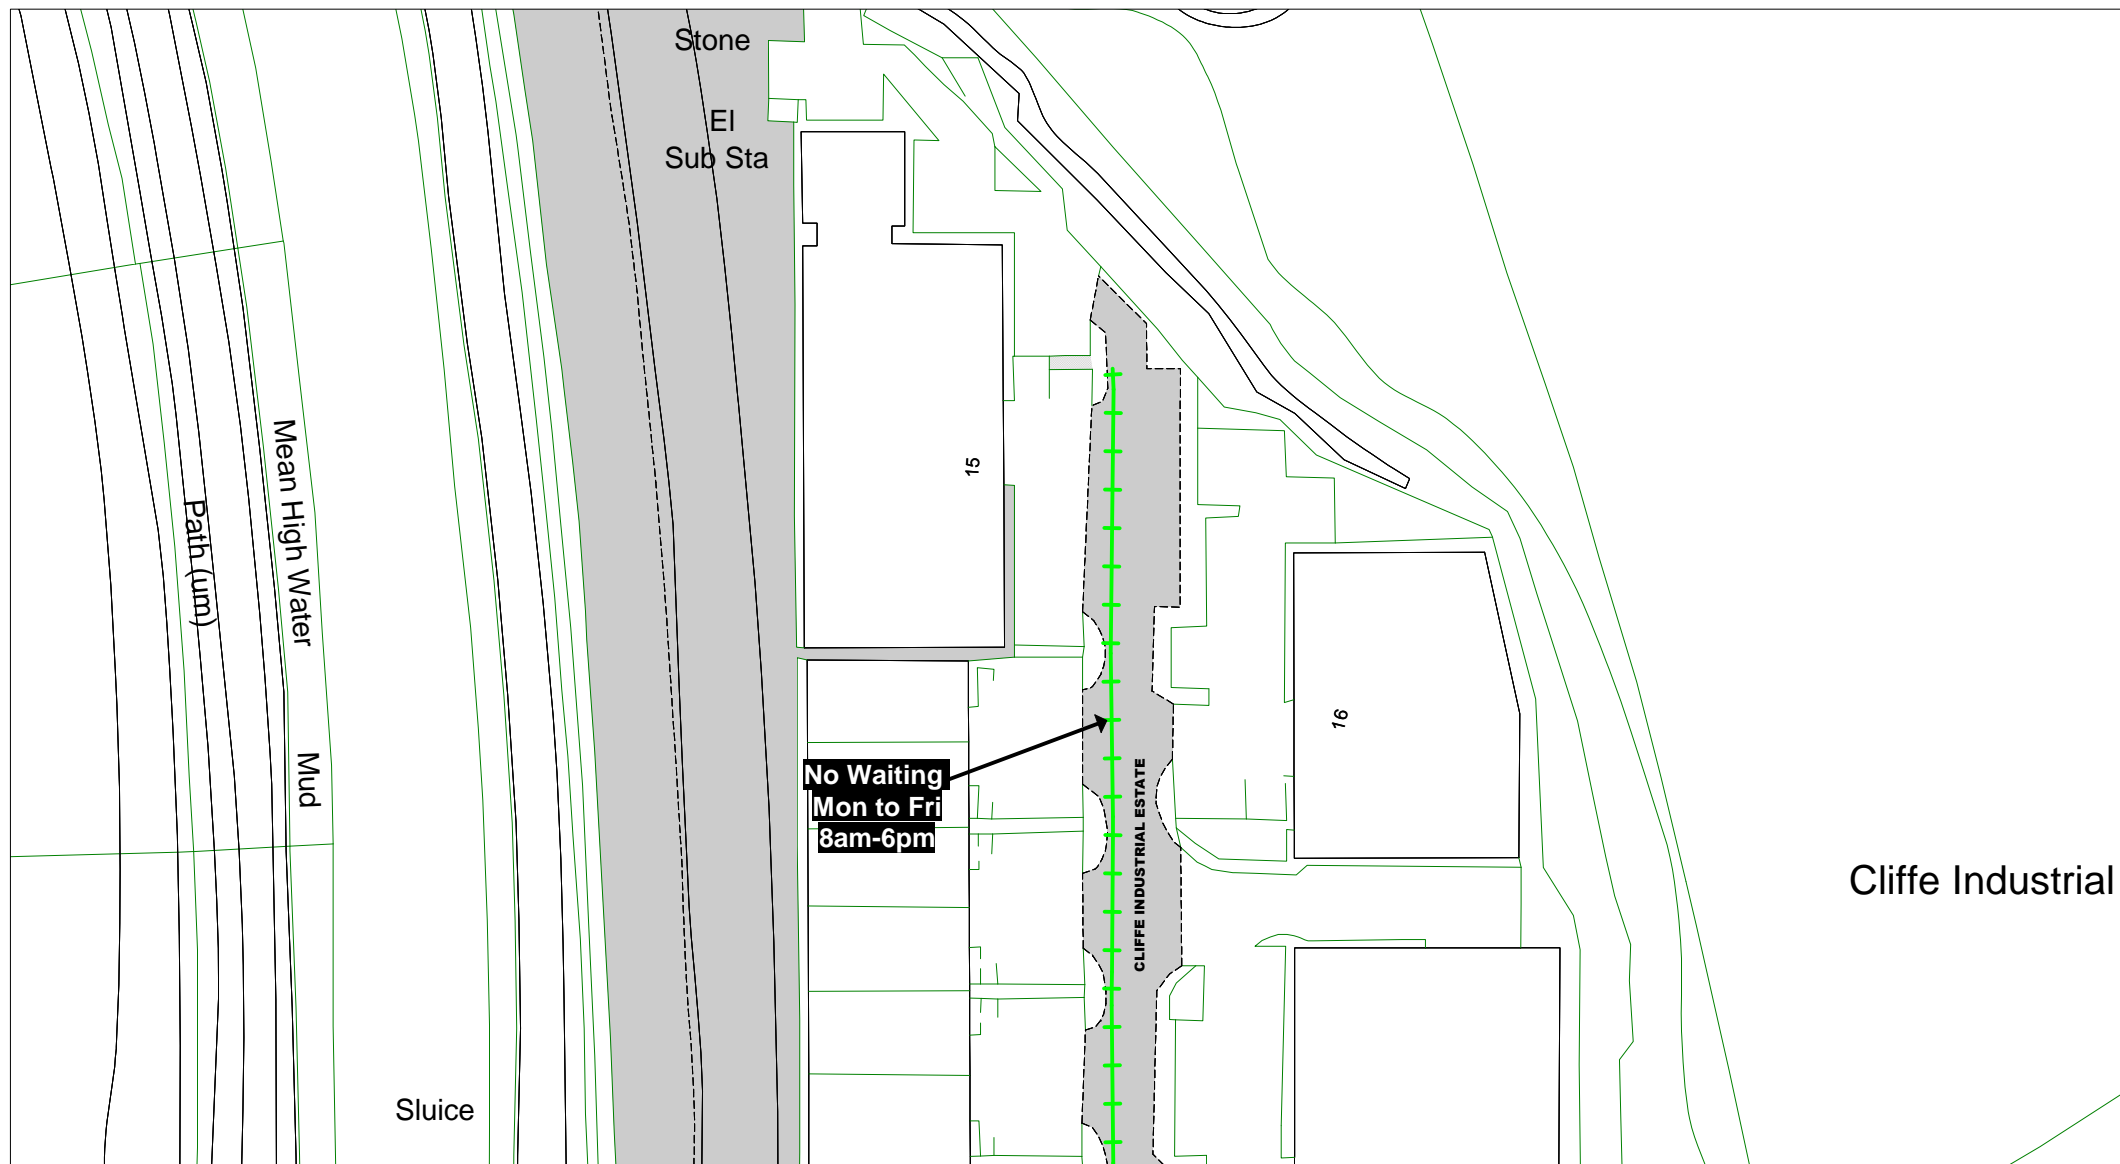 Stone
El
Sub Sta
15
Mean High Water
Path (um)
16
Mud
No Waiting
Mon to Fri
8am-6pm
CLIFFE INDUSTRIAL ESTATE
Cliffe Industrial
Sluice